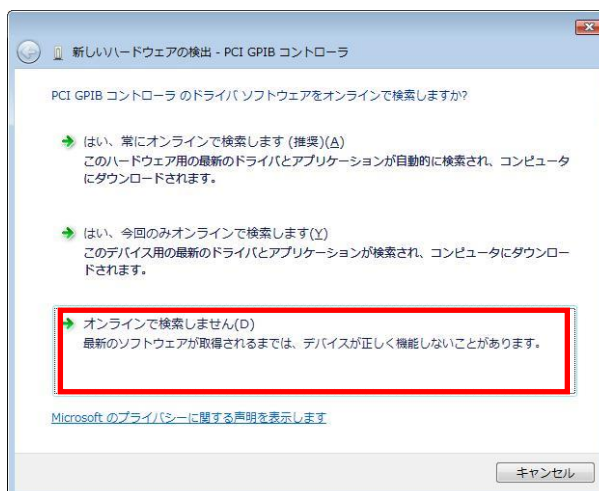 新しいハードウェアの検出 - PCI GPIB コントローラ
PCI GPIB コントローラ のドライバ ソフトウェアをオンラインで検索しますか?
はい、常にオンラインで検索します (推奨)(A)
このハードウェア用の最新のドライバとアプリケーションが自動的に検索され、コンピュータ
にダウンロードされます。
はい、今回のみオンラインで検索します(Y)
このデバイス用の最新のドライバとアプリケーションが検索され、コンピュータにダウンロー
ドされます。
オンラインで検索しません(D)
最新のソフトウェアが取得されるまでは、デバイスが正しく機能しないことがあります。
Microsoft のプライバシーに関する声明を表示します
キャンセル